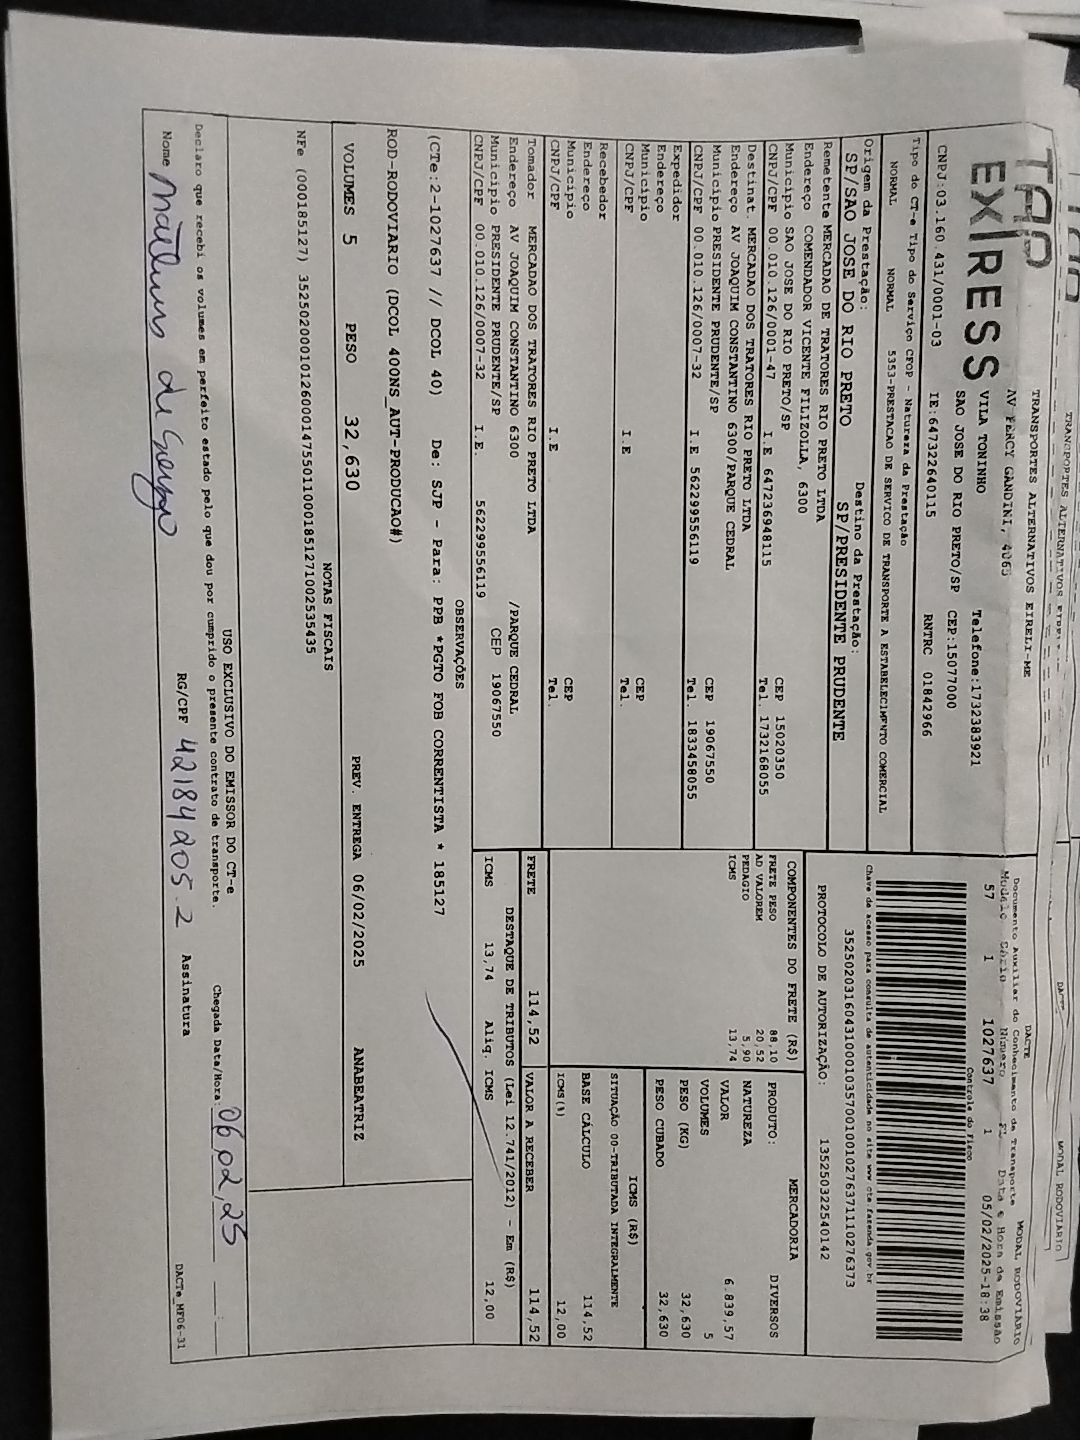 TAP
EX/RESS
TRANSPORTES ALTERNATIVOS EIRELI-ME
AV PERCY GANDINI, 4065
VILA TONINHO Telefone:1732383921
SAO JOSE DO RIO PRETO/SP CEP:15077000
CNPJ:03.160.431/0001-03 IE:647322640115 RNTRC 01842966
DACTE MODAL RODOVIARIO
Documento Auxiliar do Conhecimento de Transporte
Modelo Série Número FL Data e Hora de Emissão
57 1 1027637 1 05/02/2025-18:38
Controle do Fisco
Chave de acesso para consulta de autenticidade no site www.cte.fazenda.gov.br
35250203160431000103570010010276371110276373
PROTOCOLO DE AUTORIZAÇÃO: 135250322540142
Tipo do CT-e Tipo do Serviço CFOP - Natureza da Prestação
NORMAL NORMAL 5353-PRESTACAO DE SERVICO DE TRANSPORTE A ESTABELECIMENTO COMERCIAL
Origem da Prestação: Destino da Prestação:
SP/SAO JOSE DO RIO PRETO SP/PRESIDENTE PRUDENTE
Remetente MERCADAO DE TRATORES RIO PRETO LTDA
Endereço COMENDADOR VICENTE FILIZOLLA, 6300
Município SAO JOSE DO RIO PRETO/SP CEP 15020350
CNPJ/CPF 00.010.126/0001-47 I.E 647236948115 Tel. 1732168055
Destinat. MERCADAO DOS TRATORES RIO PRETO LTDA
Endereço AV JOAQUIM CONSTANTINO 6300/PARQUE CEDRAL
Município PRESIDENTE PRUDENTE/SP CEP 19067550
CNPJ/CPF 00.010.126/0007-32 I.E 562299556119 Tel. 1833458055
Expedidor
Endereço
Município CEP
CNPJ/CPF I.E Tel.
Recebedor
Endereço
Município CEP
CNPJ/CPF I.E Tel.
Tomador MERCADAO DOS TRATORES RIO PRETO LTDA
Endereço AV JOAQUIM CONSTANTINO 6300 /PARQUE CEDRAL
Município PRESIDENTE PRUDENTE/SP CEP 19067550
CNPJ/CPF 00.010.126/0007-32 I.E. 562299556119
COMPONENTES DO FRETE (R$)
FRETE PESO 88,10
AD VALOREM 20,52
PEDAGIO 5,90
ICMS 13,74
MERCADORIA
PRODUTO: DIVERSOS
NATUREZA
VALOR 6.839,57
VOLUMES 5
PESO (KG) 32,630
PESO CUBADO 32,630
ICMS (R$)
SITUAÇÃO 00-TRIBUTADA INTEGRALMENTE
BASE CÁLCULO 114,52
ICMS(%) 12,00
FRETE 114,52 VALOR A RECEBER 114,52
DESTAQUE DE TRIBUTOS (Lei 12.741/2012) - Em (R$)
ICMS 13,74 Aliq. ICMS 12,00
OBSERVAÇÕES
(CTe:2-1027637 // DCOL 40) De: SJP - Para: PPB *PGTO FOB CORRENTISTA * 185127
ROD-RODOVIARIO (DCOL 400NS_AUT-PRODUCAO#)
VOLUMES 5 PESO 32,630 PREV. ENTREGA 06/02/2025 ANABEATRIZ
NOTAS FISCAIS
NFe (000185127) 35250200010126000147550110001851271002535435
USO EXCLUSIVO DO EMISSOR DO CT-e
Declaro que recebi os volumes em perfeito estado pelo que dou por cumprido o presente contrato de transporte. Chegada Data/Hora: 06,02,25 :
Nome RG/CPF 42184205.2 Assinatura
DACTe_MF06-31